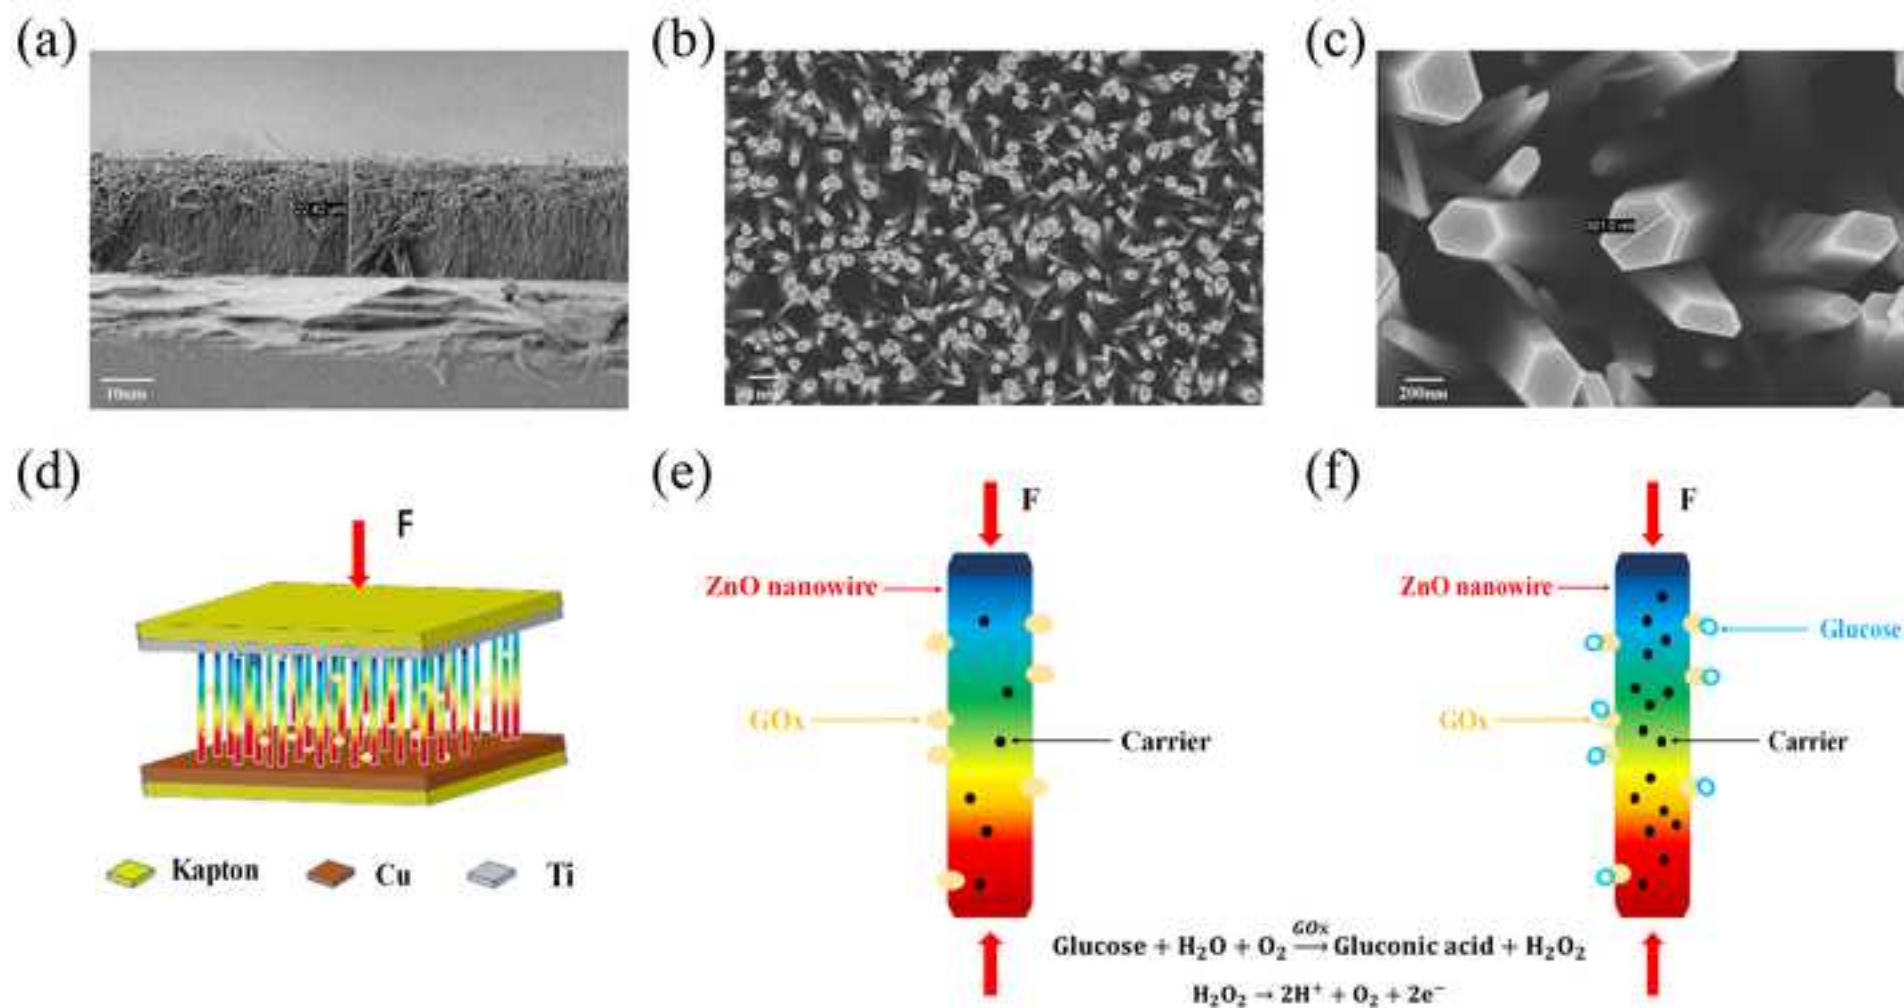 (a)
(b)
(c)
10nm
200nm
(d)
(e)
(f)
F
Kapton
Cu
Ti
F
ZnO nanowire
GOx
Carrier
F
ZnO nanowire
Glucose
GOx
Carrier
Glucose + H₂O + O₂ GOx⟶ Gluconic acid + H₂O₂
H₂O₂ → 2H⁺ + O₂ + 2e⁻